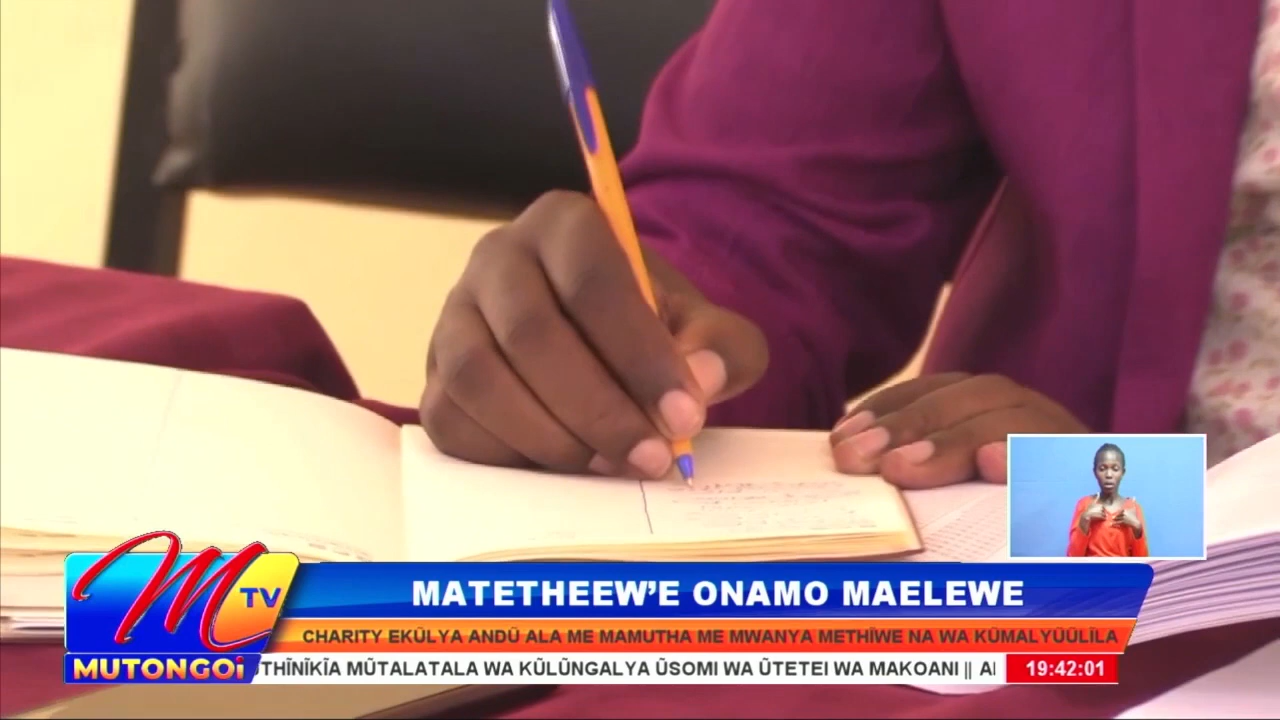 MATETHEEW'E ONAMO MAELEWE
M TV
CHARITY EKŪLYA ANDŪ ALA ME MAMUTHA ME MWANYA METHĪWE NA WA KŪMALYŪŪLĪLA
MUTONGOi
THĪNĪKĪA MŪTALATALA WA KŪLŪNGALYA ŪSOMI WA ŪTETEI WA MAKOANI ||
19:42:01